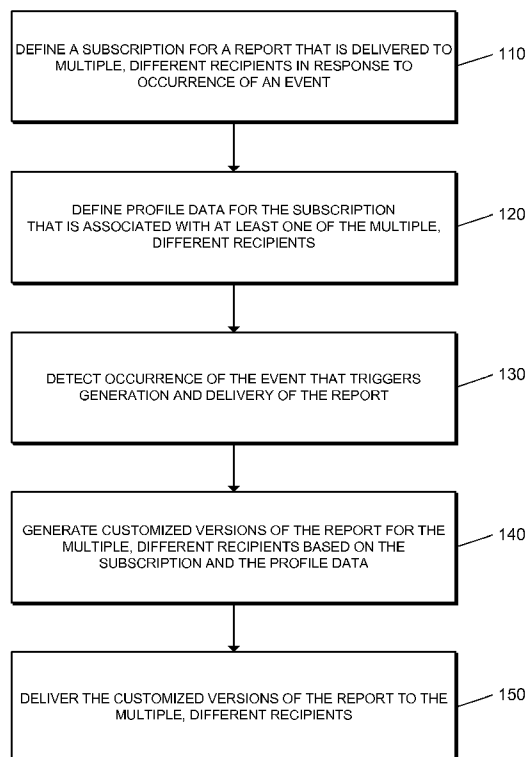 DEFINE A SUBSCRIPTION FOR A REPORT THAT IS DELIVERED TO
MULTIPLE, DIFFERENT RECIPIENTS IN RESPONSE TO
OCCURRENCE OF AN EVENT
110
DEFINE PROFILE DATA FOR THE SUBSCRIPTION
THAT IS ASSOCIATED WITH AT LEAST ONE OF THE MULTIPLE,
DIFFERENT RECIPIENTS
120
DETECT OCCURRENCE OF THE EVENT THAT TRIGGERS
GENERATION AND DELIVERY OF THE REPORT
130
GENERATE CUSTOMIZED VERSIONS OF THE REPORT FOR THE
MULTIPLE, DIFFERENT RECIPIENTS BASED ON THE
SUBSCRIPTION AND THE PROFILE DATA
140
DELIVER THE CUSTOMIZED VERSIONS OF THE REPORT TO THE
MULTIPLE, DIFFERENT RECIPIENTS
150